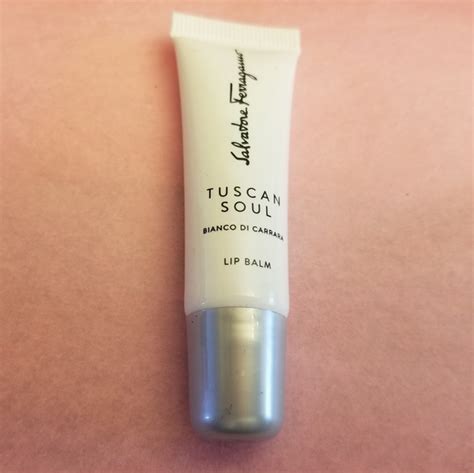 Salvatore Ferragamo
TUSCAN
SOUL
BIANCO DI CARRARA
LIP BALM